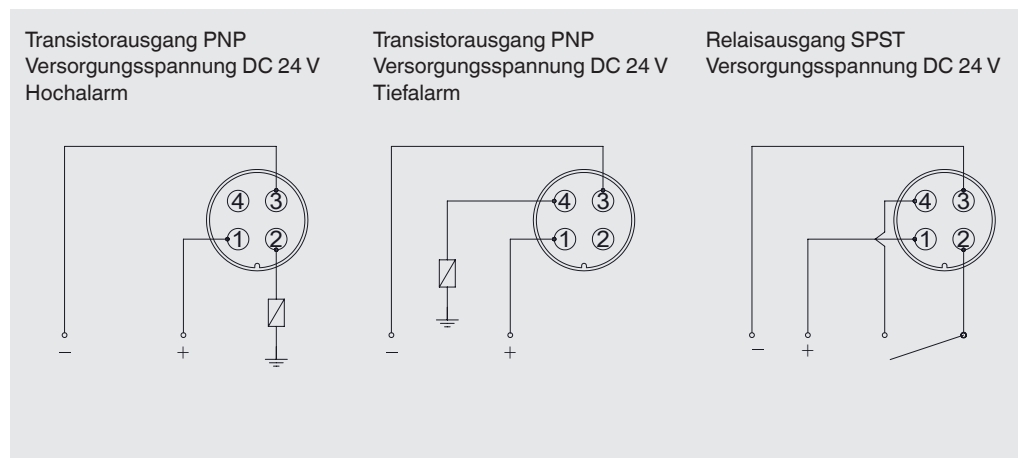 Transistorausgang PNP
Versorgungsspannung DC 24 V
Hochalarm
Transistorausgang PNP
Versorgungsspannung DC 24 V
Tiefalarm
Relaisausgang SPST
Versorgungsspannung DC 24 V
4 3
1 2
− +
4 3
1 2
− +
4 3
1 2
− +